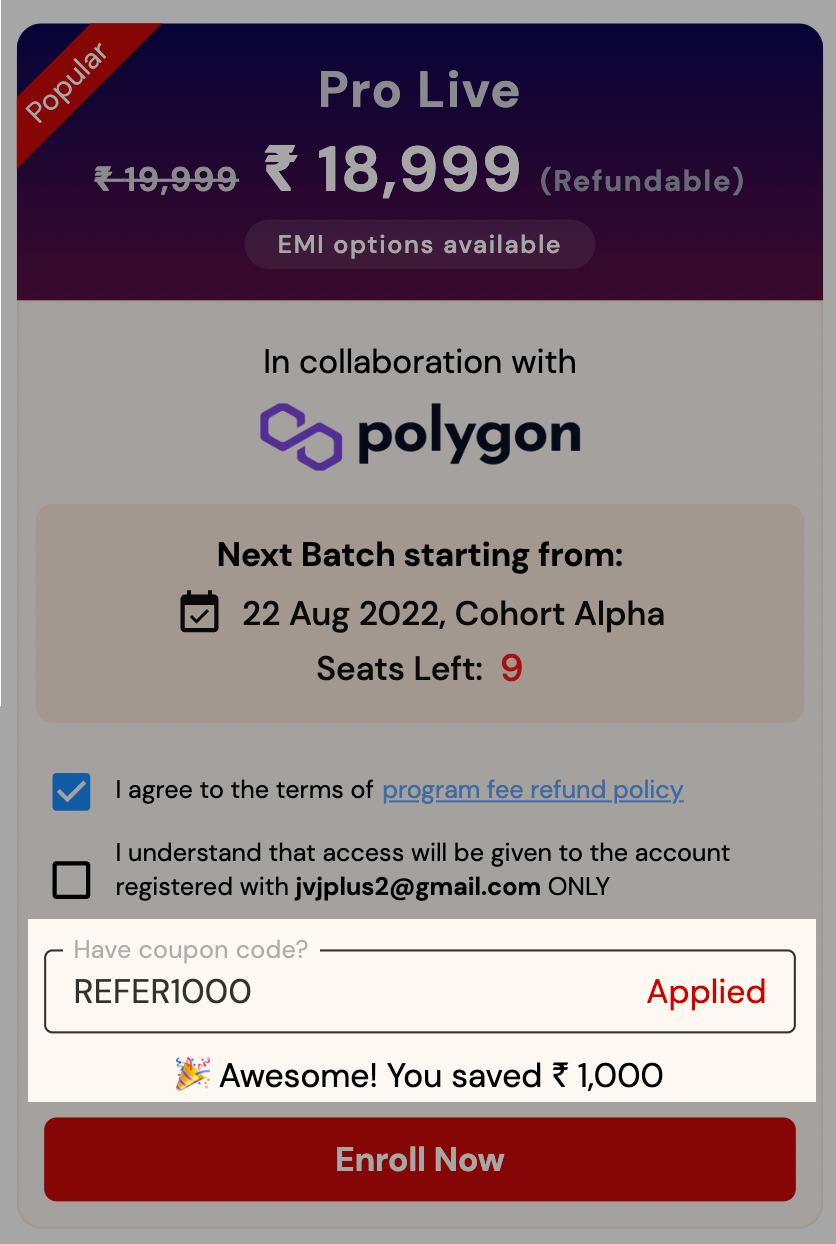 Popular
Pro Live
₹ 19,999 ₹ 18,999 (Refundable)
EMI options available
In collaboration with
polygon
Next Batch starting from:
22 Aug 2022, Cohort Alpha
Seats Left: 9
I agree to the terms of program fee refund policy
I understand that access will be given to the account
registered with jvjplus2@gmail.com ONLY
Have coupon code?
REFER1000 Applied
🎉 Awesome! You saved ₹ 1,000
Enroll Now